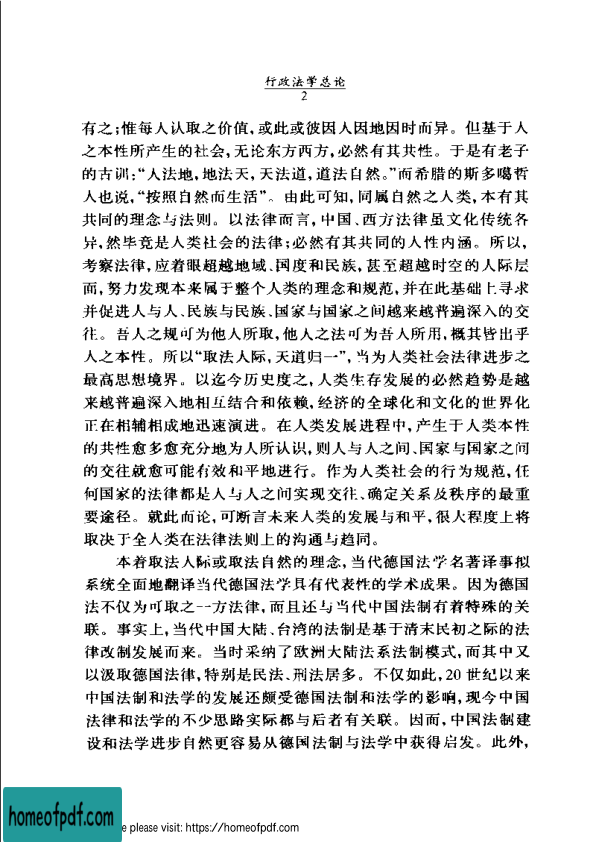 行政法学总论
2
有之;惟每人认取之价值,或此或彼因人因地因时而异。但基于人
之本性所产生的社会,无论东方西方,必然有其共性。于是有老子
的古训:“人法地,地法天,天法道,道法自然。”而希腊的斯多噶哲
人也说,“按照自然而生活”。由此可知,同属自然之人类,本有其
共同的理念与法则。以法律而言,中国、西方法律虽文化传统各
异,然毕竟是人类社会的法律;必然有其共同的人性内涵。所以,
考察法律,应着眼超越地域、国度和民族,甚至超越时空的人际层
面,努力发现本来属于整个人类的理念和规范,并在此基础上寻求
并促进人与人、民族与民族、国家与国家之间越来越普遍深入的交
往。吾人之规可为他人所取,他人之法可为吾人所用,概其皆出乎
人之本性。所以“取法人际,天道归一”,当为人类社会法律进步之
最高思想境界。以迄今历史度之,人类生存发展的必然趋势是越
来越普遍深入地相互结合和依赖,经济的全球化和文化的世界化
正在相辅相成地迅速演进。在人类发展进程中,产生于人类本性
的共性愈多愈充分地为人所认识,则人与人之间、国家与国家之间
的交往就愈可能有效和平地进行。作为人类社会的行为规范,任
何国家的法律都是人与人之间实现交往、确定关系及秩序的最重
要途径。就此而论,可断言未来人类的发展与和平,很大程度上将
取决于全人类在法律法则上的沟通与趋同。
本着取法人际或取法自然的理念,当代德国法学名著译事拟
系统全面地翻译当代德国法学具有代表性的学术成果。因为德国
法不仅为可取之一方法律,而且还与当代中国法制有着特殊的关
联。事实上,当代中国大陆、台湾的法制是基于清末民初之际的法
律改制发展而来。当时采纳了欧洲大陆法系法制模式,而其中又
以汲取德国法律,特别是民法、刑法居多。不仅如此,20世纪以来
中国法制和法学的发展还颇受德国法制和法学的影响,现今中国
法律和法学的不少思路实际都与后者有关联。因而,中国法制建
设和法学进步自然更容易从德国法制与法学中获得启发。此外,
homeofpdf.com
e please visit: https://homeofpdf.com